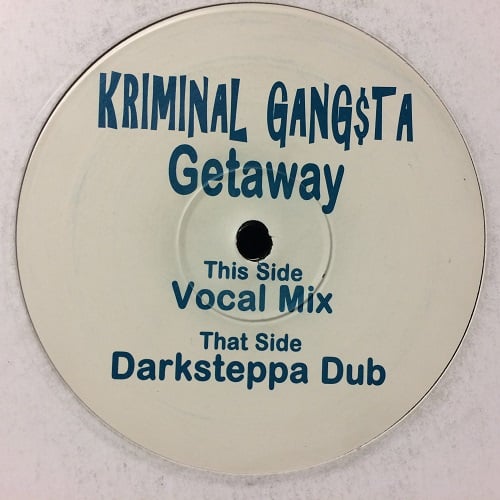 KRIMINAL GANG$TA
Getaway
This Side
Vocal Mix
That Side
Darksteppa Dub